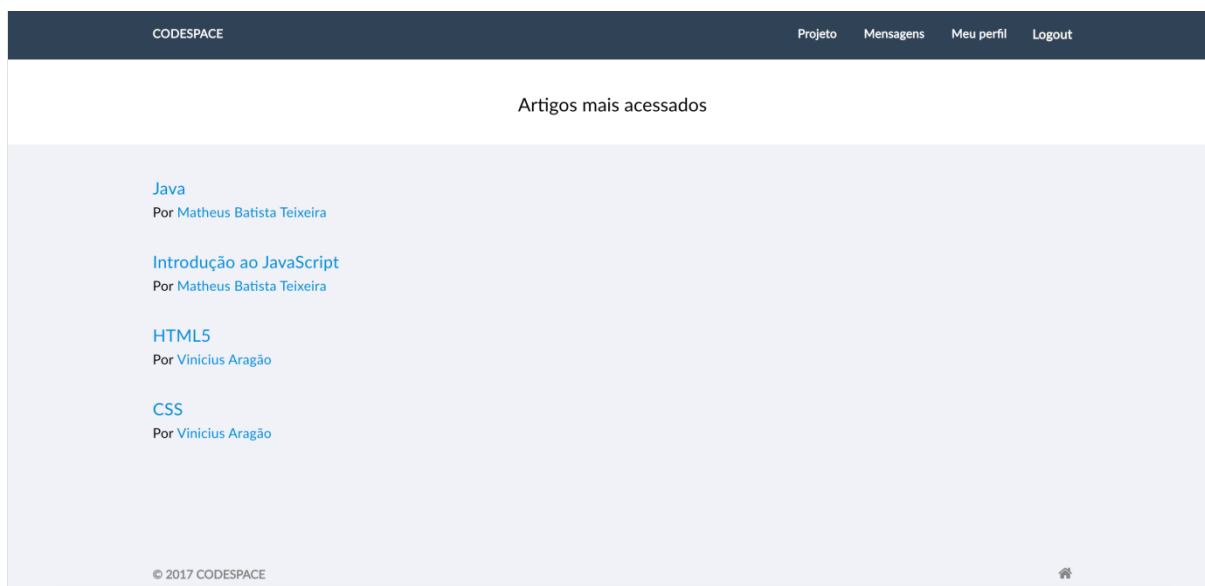 CODESPACE
Projeto Mensagens Meu perfil Logout
Artigos mais acessados
Java
Por Matheus Batista Teixeira
Introdução ao JavaScript
Por Matheus Batista Teixeira
HTML5
Por Vinicius Aragão
CSS
Por Vinicius Aragão
© 2017 CODESPACE